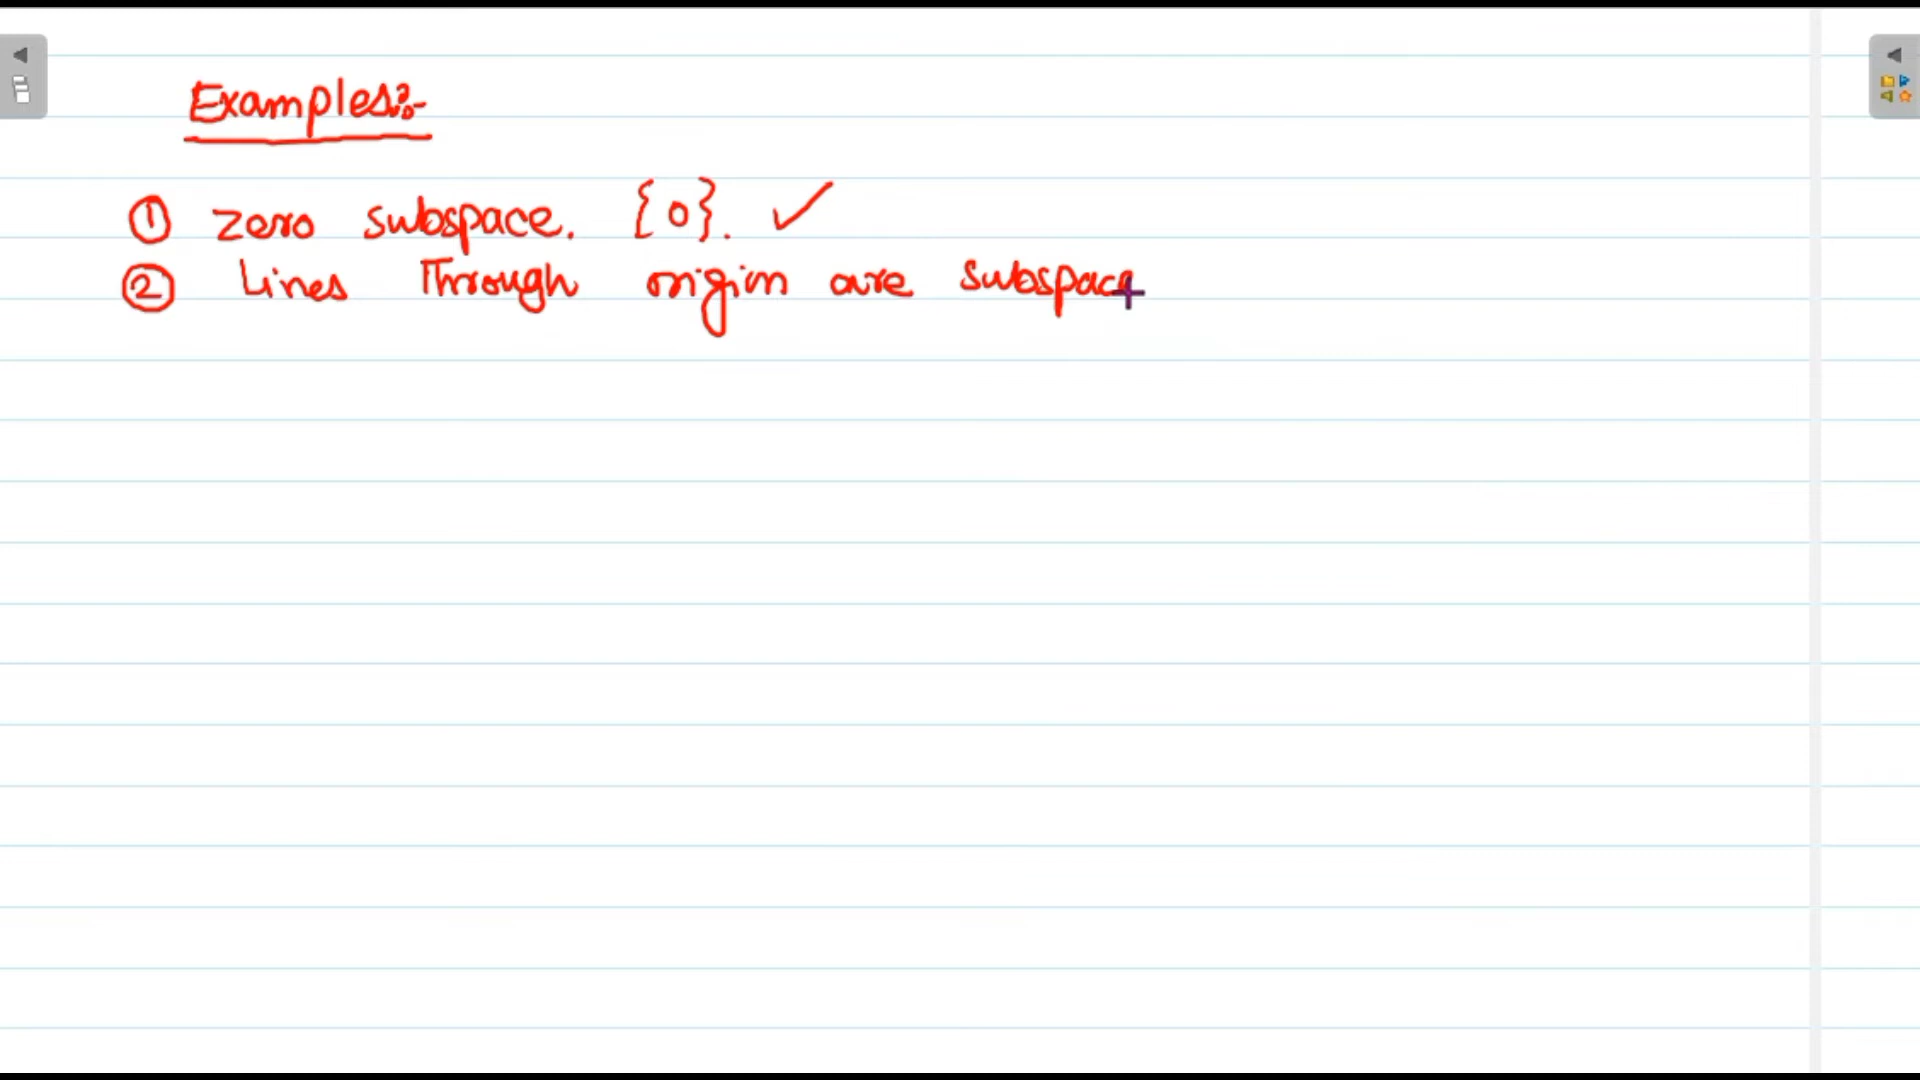 Examples:-
① zero subspace. {0}. ✓
② Lines Through origin are subspace